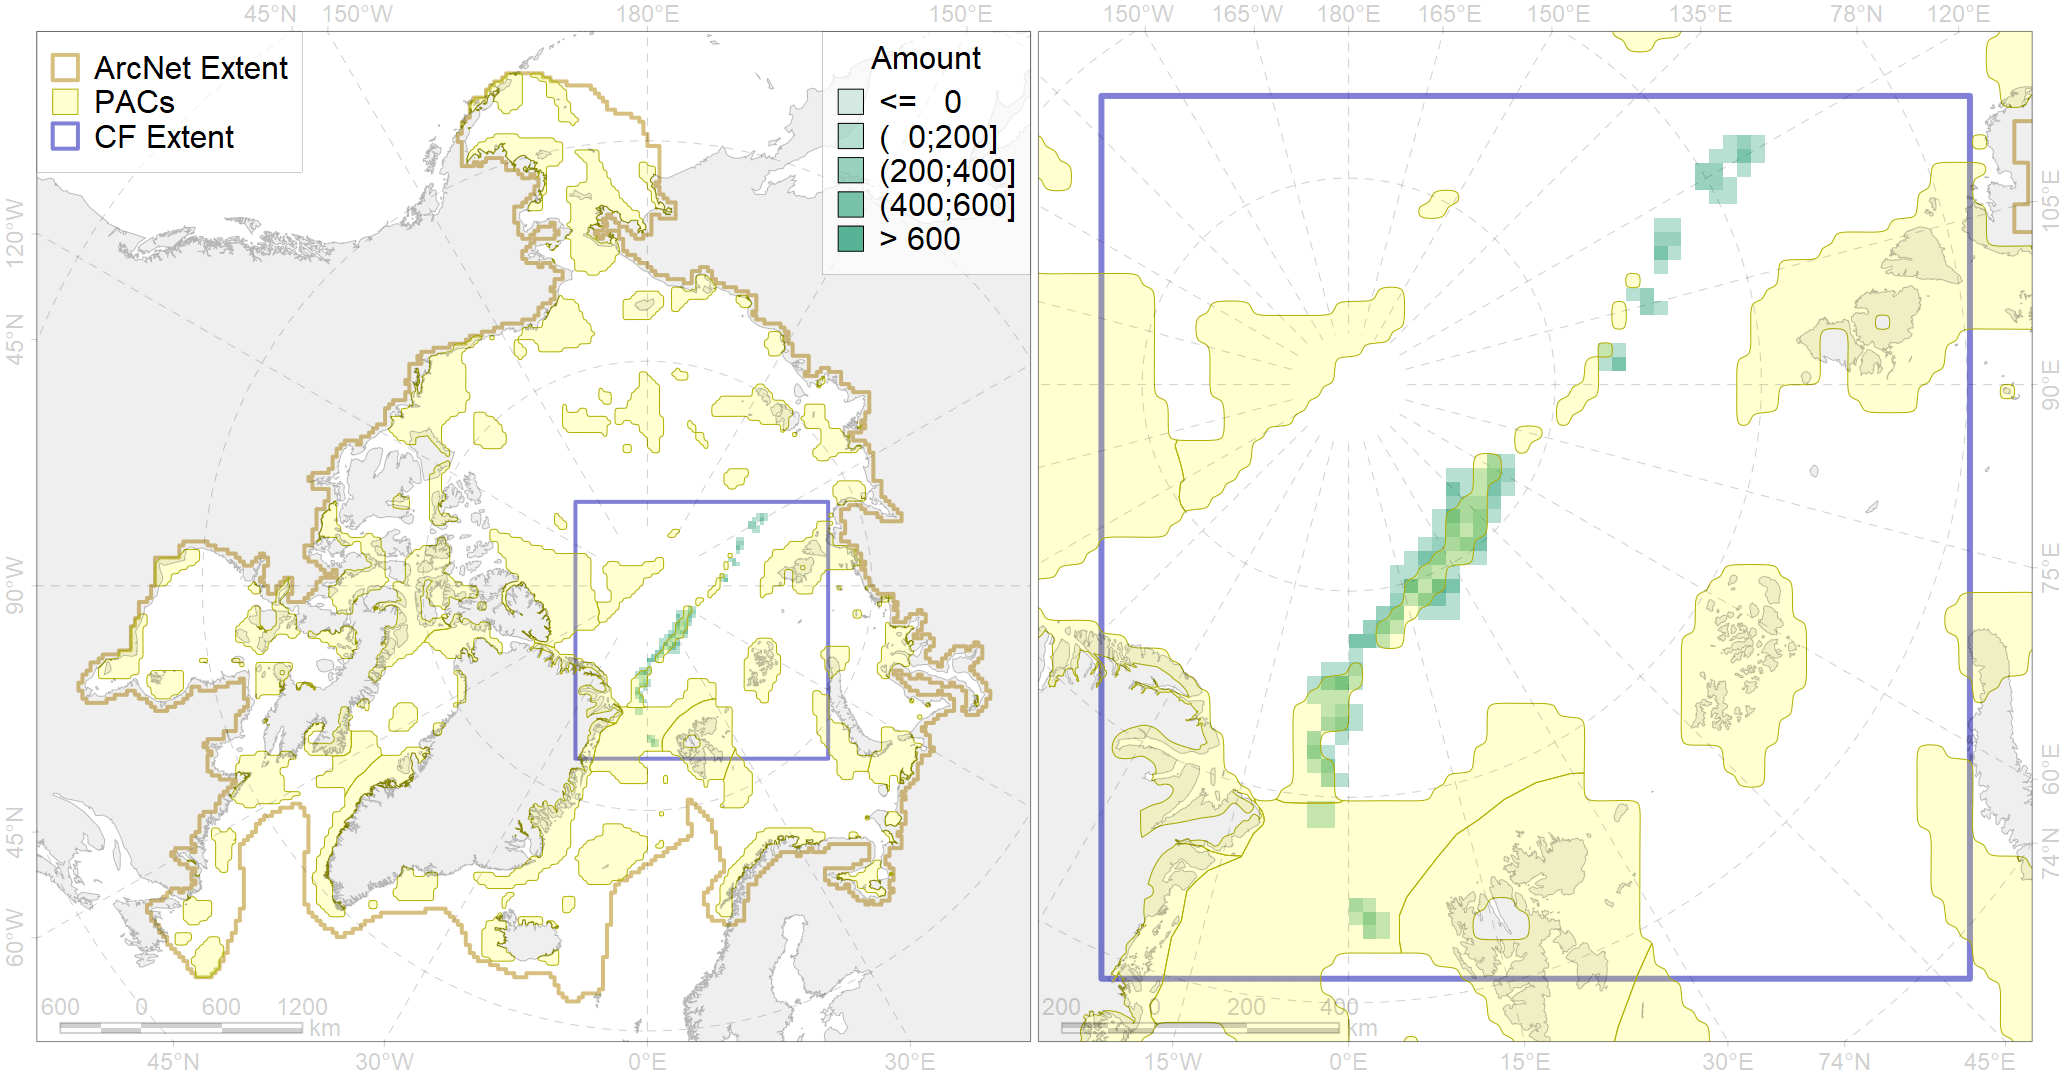 45°N 150°W 180°E 150°E
150°W 165°W 180°E 165°E 150°E 135°E 78°N 120°E
ArcNet Extent
PACs
CF Extent
Amount
<= 0
( 0;200]
(200;400]
(400;600]
> 600
120°W
45°N
90°W
45°N
60°W
105°E
90°E
75°E
60°E
74°N
600 0 600 1200
km
200 0 200 400
km
45°N 30°W 0°E 30°E
15°W 0°E 15°E 30°E 74°N 45°E